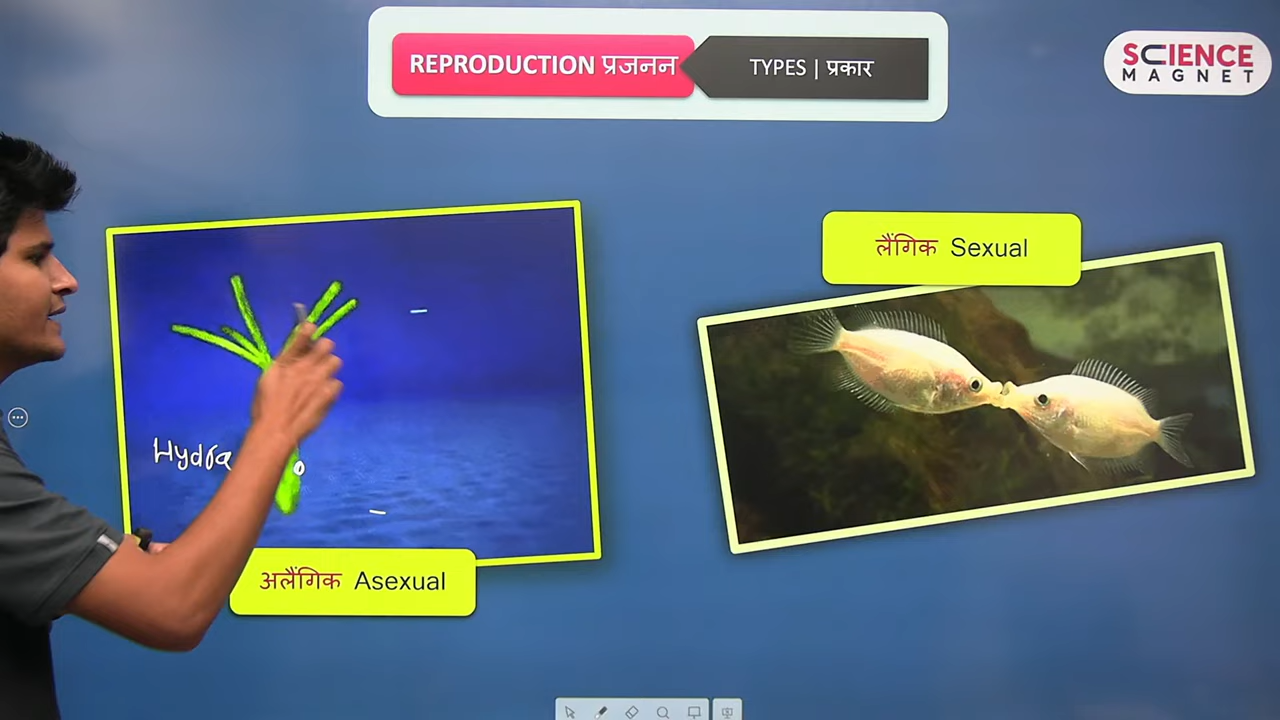 REPRODUCTION प्रजनन
TYPES | प्रकार
SCIENCE
MAGNET
लैंगिक Sexual
Hydra
अलैंगिक Asexual